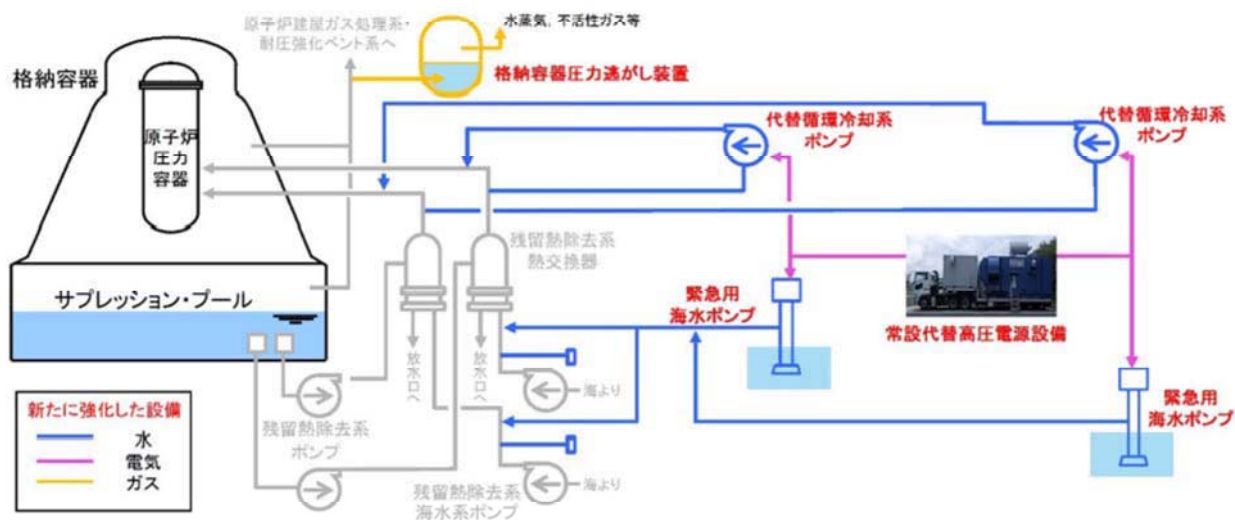 原子炉建屋ガス処理系・
耐圧強化ベント系へ
水蒸気、不活性ガス等
格納容器圧力逃がし装置
格納容器
原子炉
圧力
容器
代替循環冷却系
ポンプ
代替循環冷却系
ポンプ
残留熱除去系
熱交換器
サプレッション・プール
緊急用
海水ポンプ
常設代替高圧電源設備
放水口へ
放水口へ
海より
緊急用
海水ポンプ
新たに強化した設備
水
電気
ガス
残留熱除去系
ポンプ
残留熱除去系
海水系ポンプ
海より